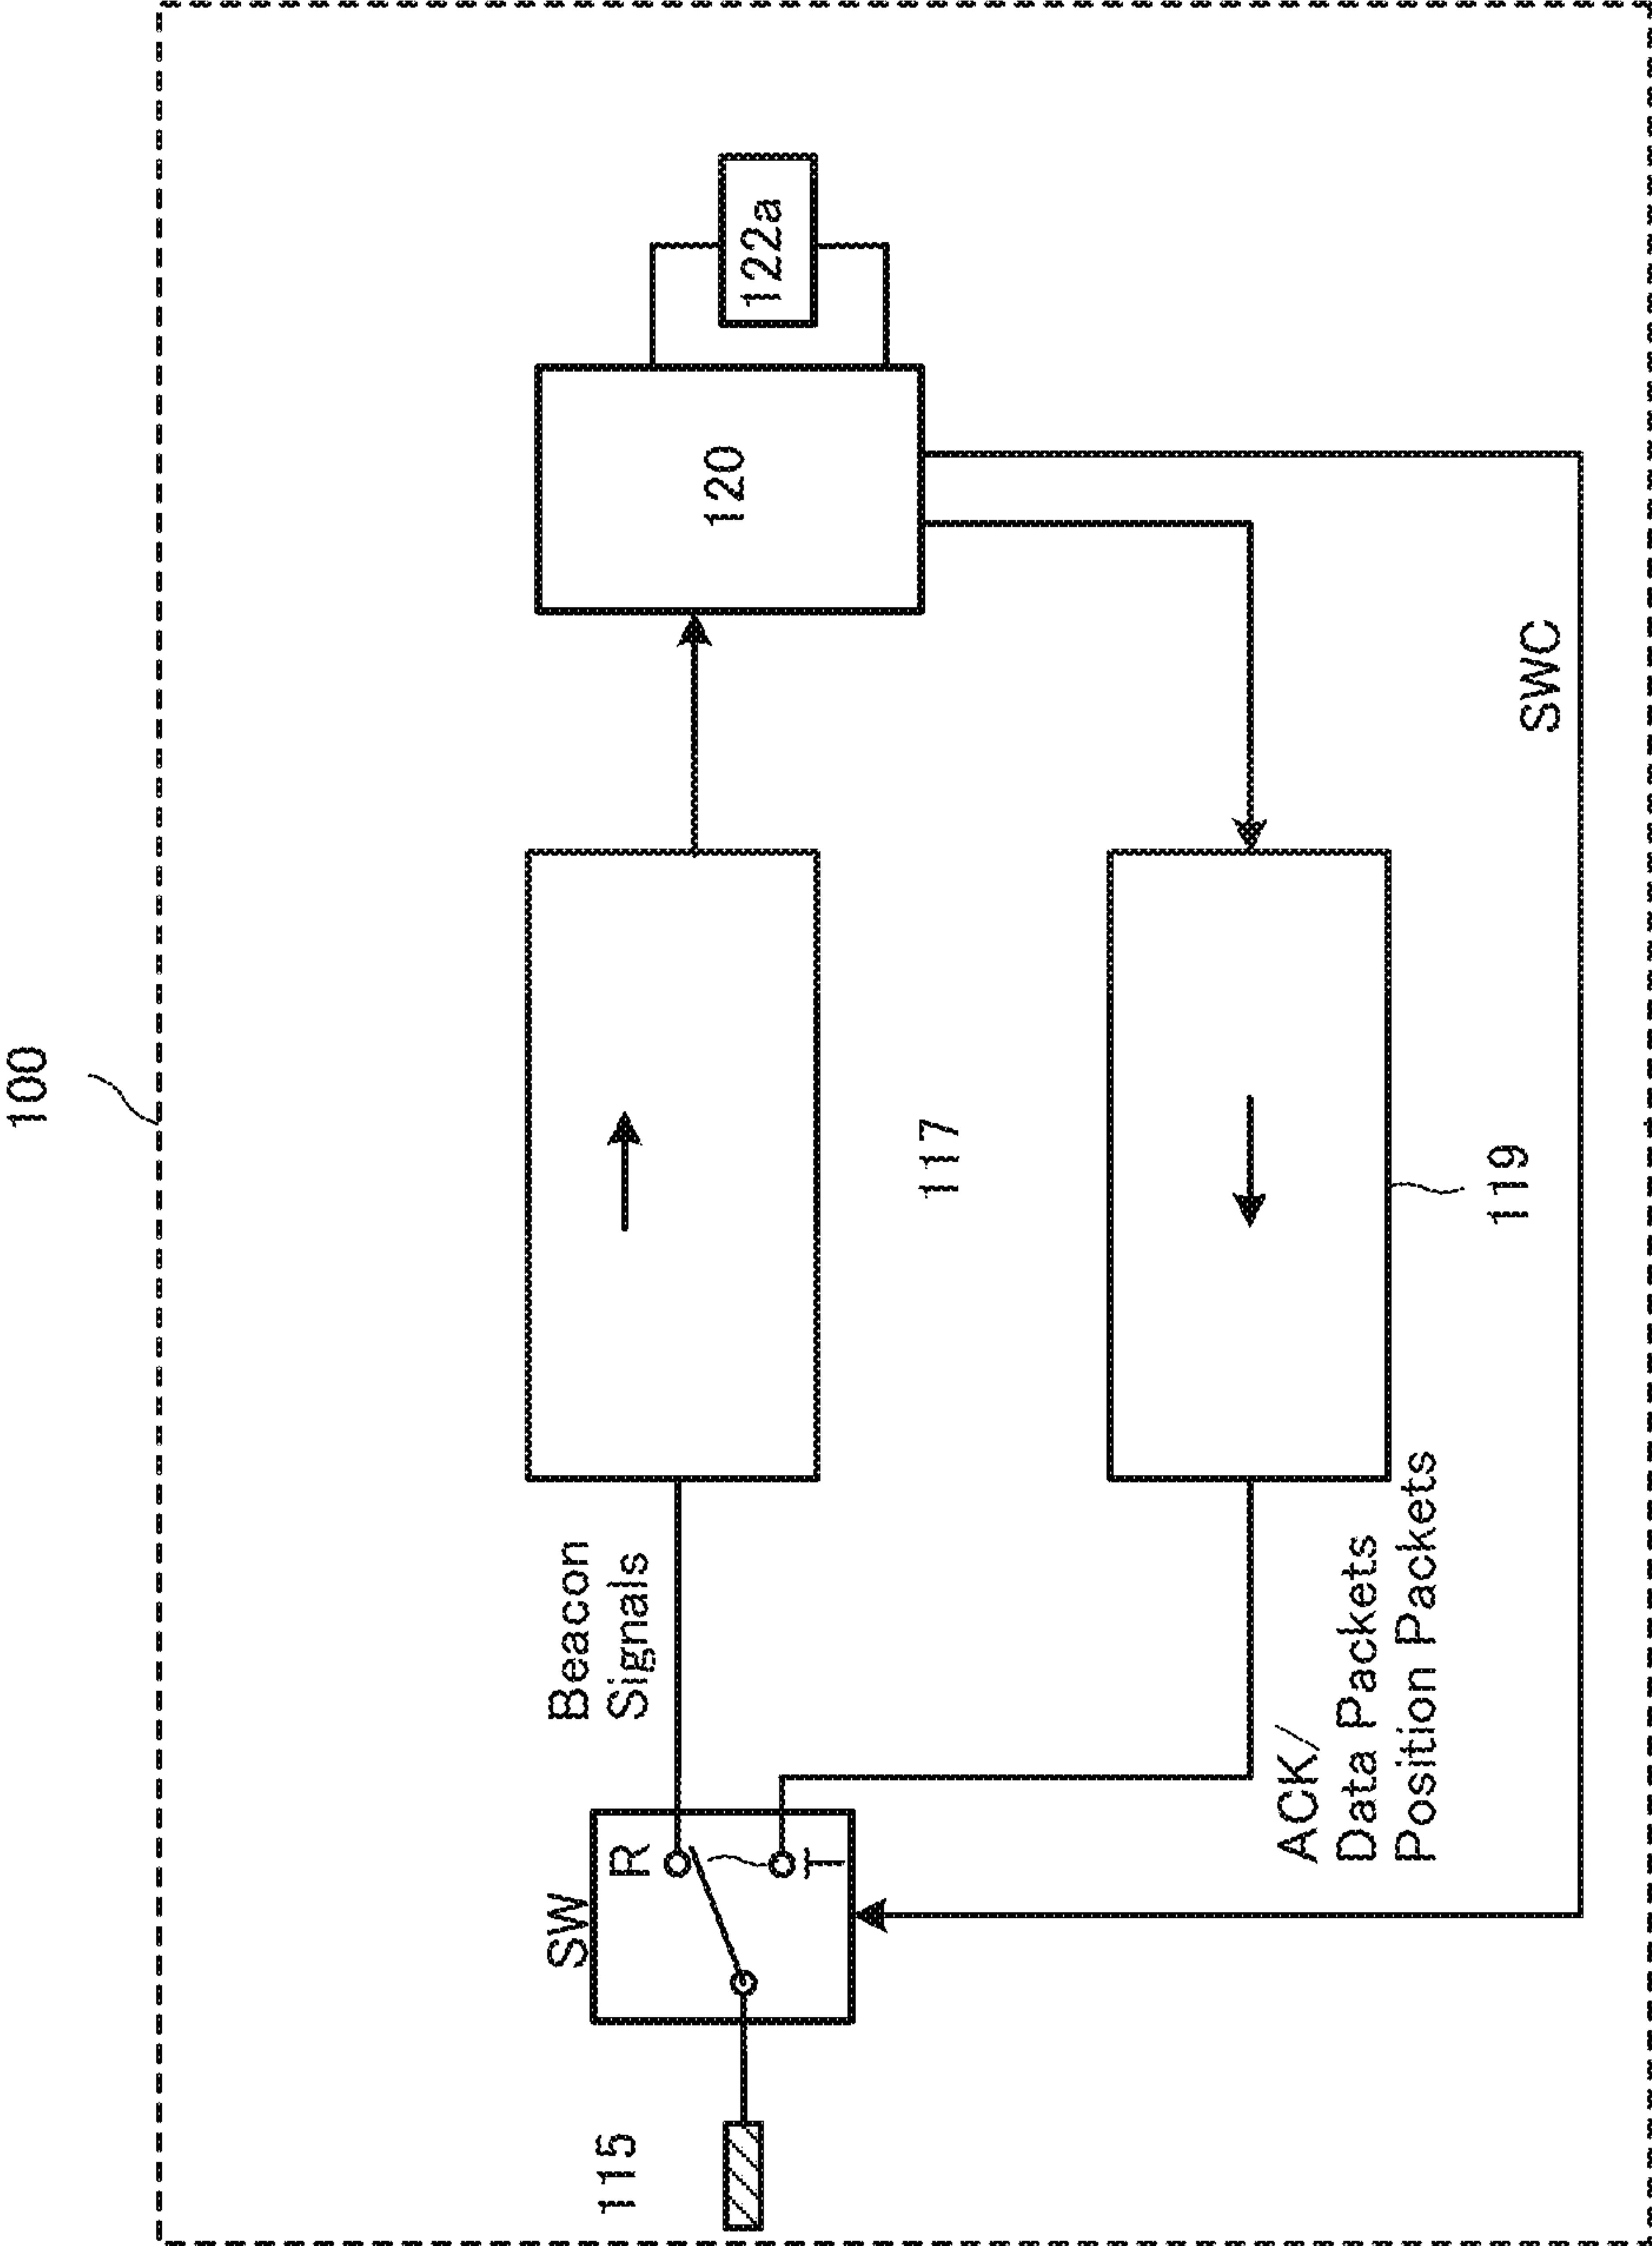 100
115
SW
R
T
Beacon
Signals
117
120
122a
ACK/
Data Packets
Position Packets
119
SWC